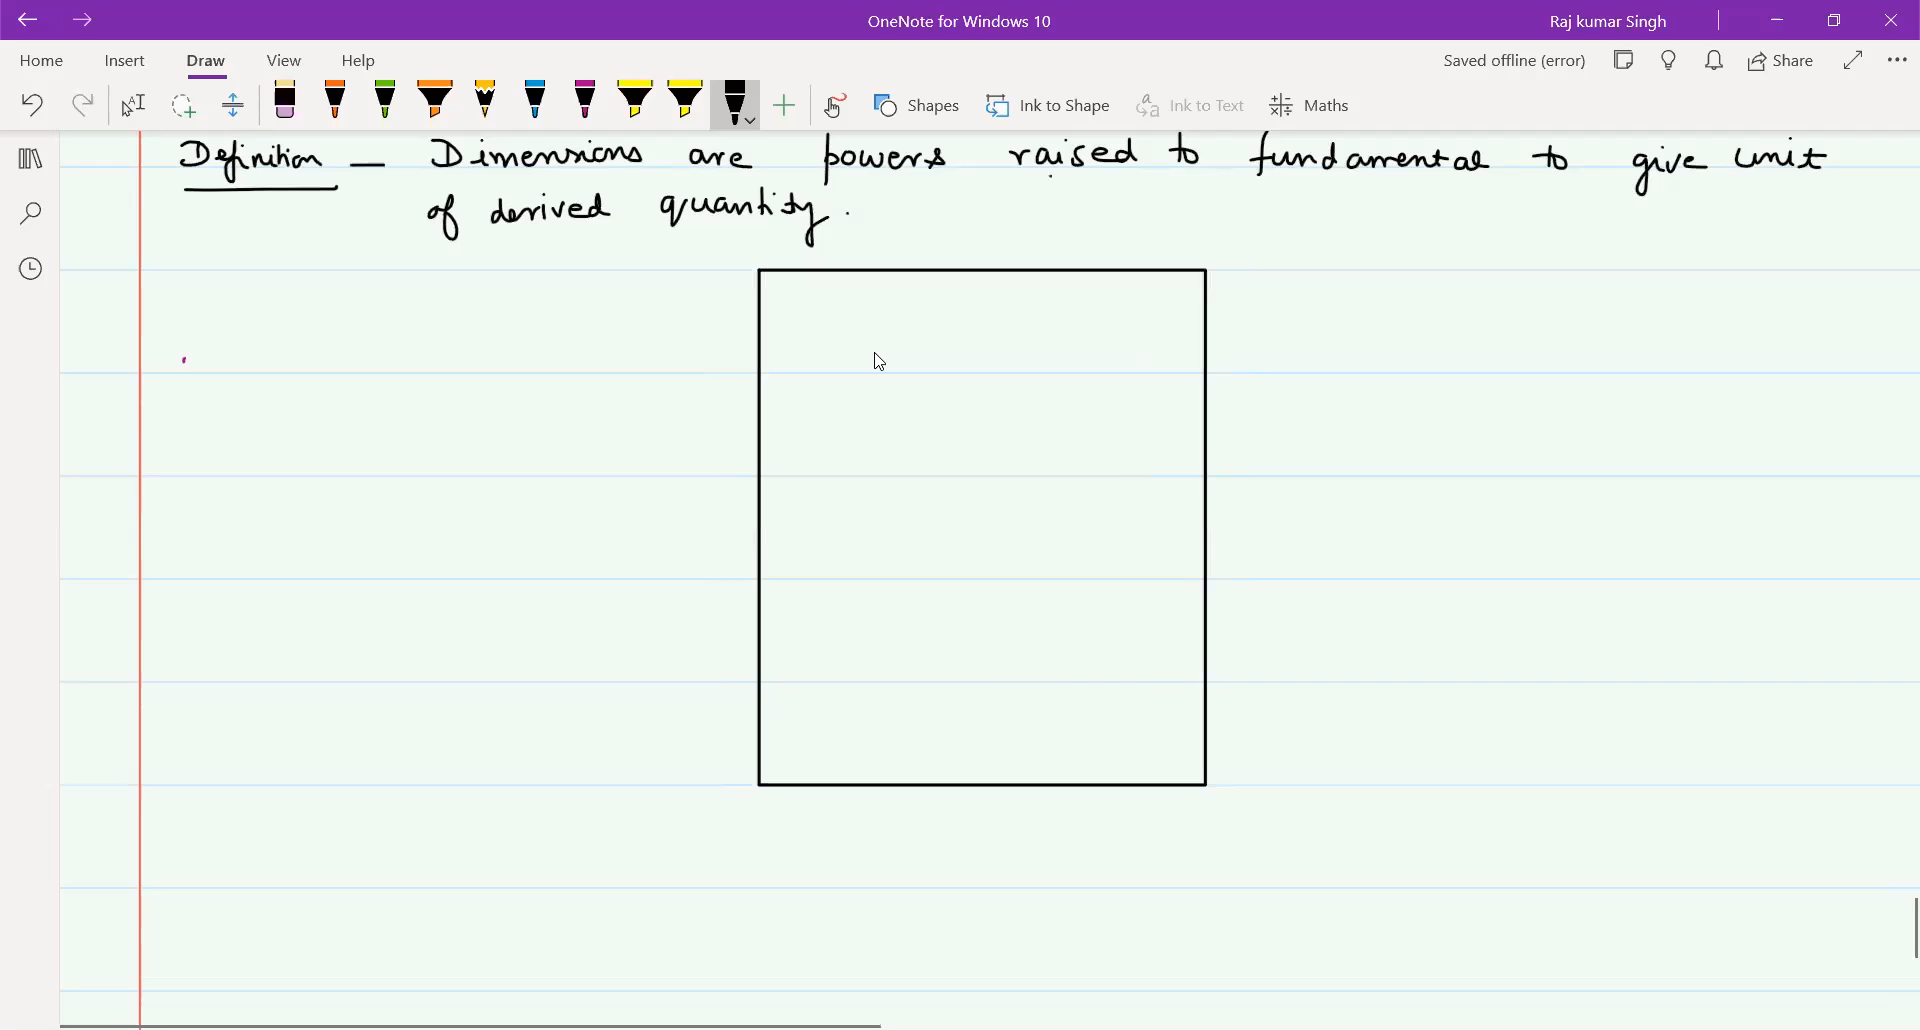 OneNote for Windows 10
Raj kumar Singh
Home Insert Draw View Help
Saved offline (error) Share
Shapes Ink to Shape Ink to Text Maths
Definition — Dimensions are powers raised to fundamental to give unit
of derived quantity.